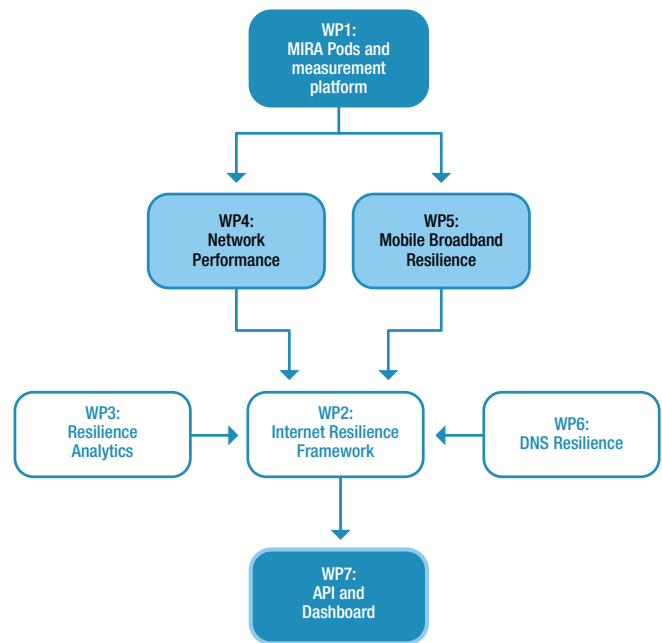 WP1:
MIRA Pods and
measurement
platform
WP4:
Network
Performance
WP5:
Mobile Broadband
Resilience
WP3:
Resilience
Analytics
WP2:
Internet Resilience
Framework
WP6:
DNS Resilience
WP7:
API and
Dashboard